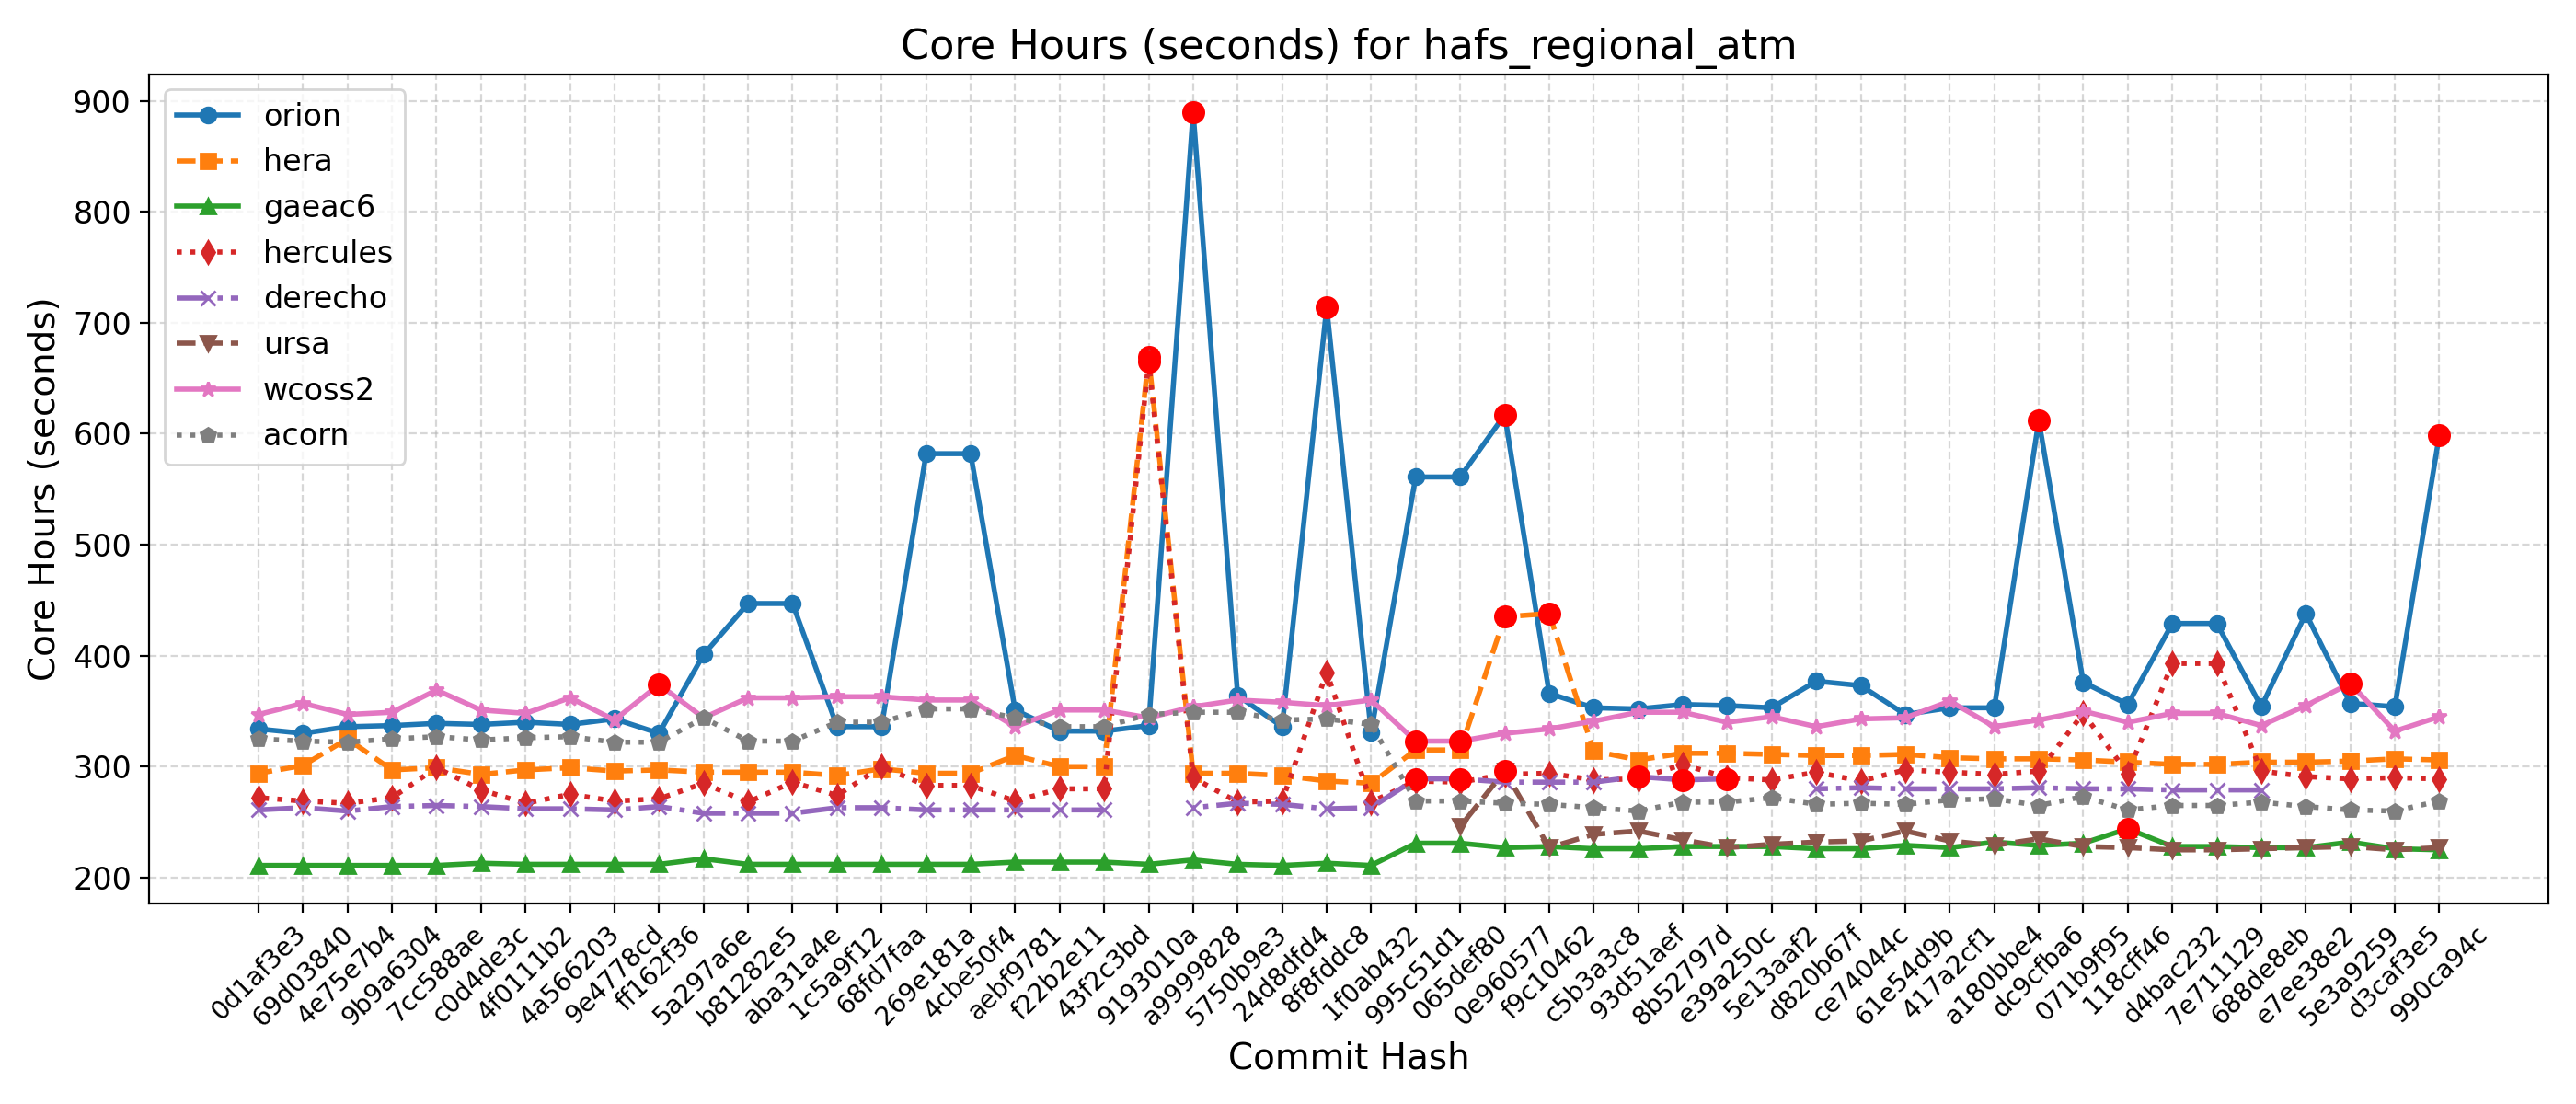 Core Hours (seconds) for hafs_regional_atm
Core Hours (seconds)
900
800
700
600
500
400
300
200
orion
hera
gaeac6
hercules
derecho
ursa
wcoss2
acorn
0d1af3e3
69d03840
4e75e7b4
9b9a6304
7cc588ae
c0d4de3c
4f0111b2
4a566203
9e4778cd
ff162f36
5a297a6e
b81282e5
aba31a4e
1c5a9f12
68fd7faa
269e181a
4cbe50f4
aebf9781
f22b2e11
43f2c3bd
9193010a
a9999828
5750b9e3
24d8dfd4
8f8fddc8
1f0ab432
995c51d1
065def80
0e960577
f9c10462
c5b3a3c8
93d51aef
8b52797d
e39a250c
5e13aaf2
d820b67f
ce74044c
61e54d9b
417a2cf1
a180bbe4
dc9cfba6
071b9f95
118cff46
d4bac232
7e711129
688de8eb
e7ee38e2
5e3a9259
d3caf3e5
990ca94c
Commit Hash